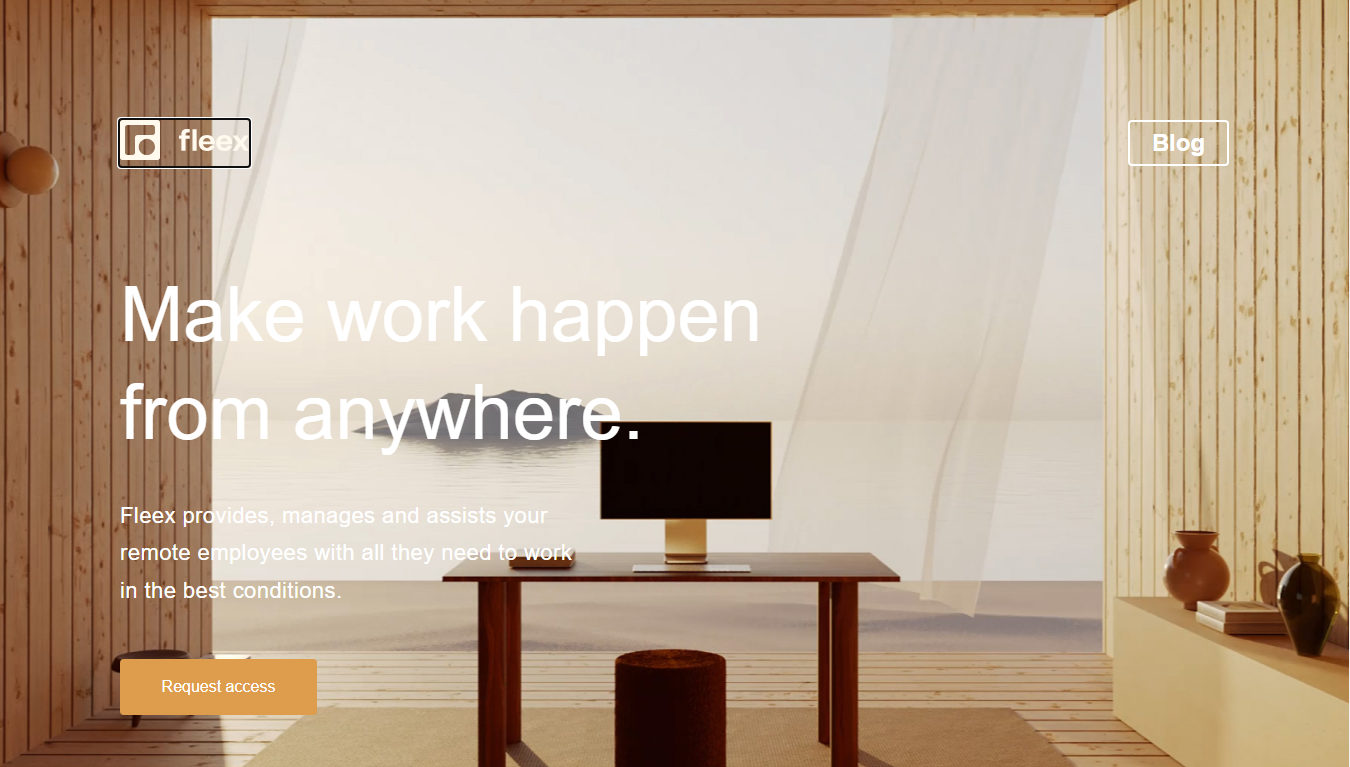 fleex
Blog
Make work happen
from anywhere.
Fleex provides, manages and assists your
remote employees with all they need to work
in the best conditions.
Request access